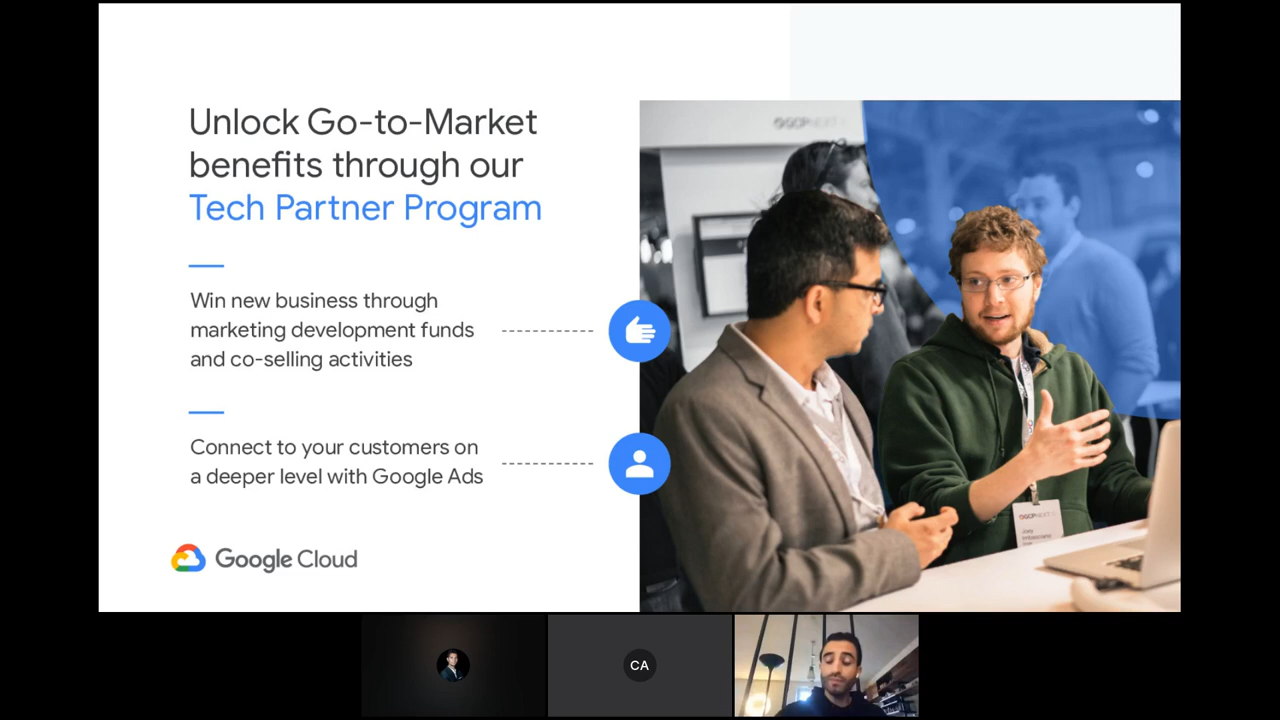 Unlock Go-to-Market
benefits through our
Tech Partner Program
Win new business through
marketing development funds
and co-selling activities
Connect to your customers on
a deeper level with Google Ads
Google Cloud
CA